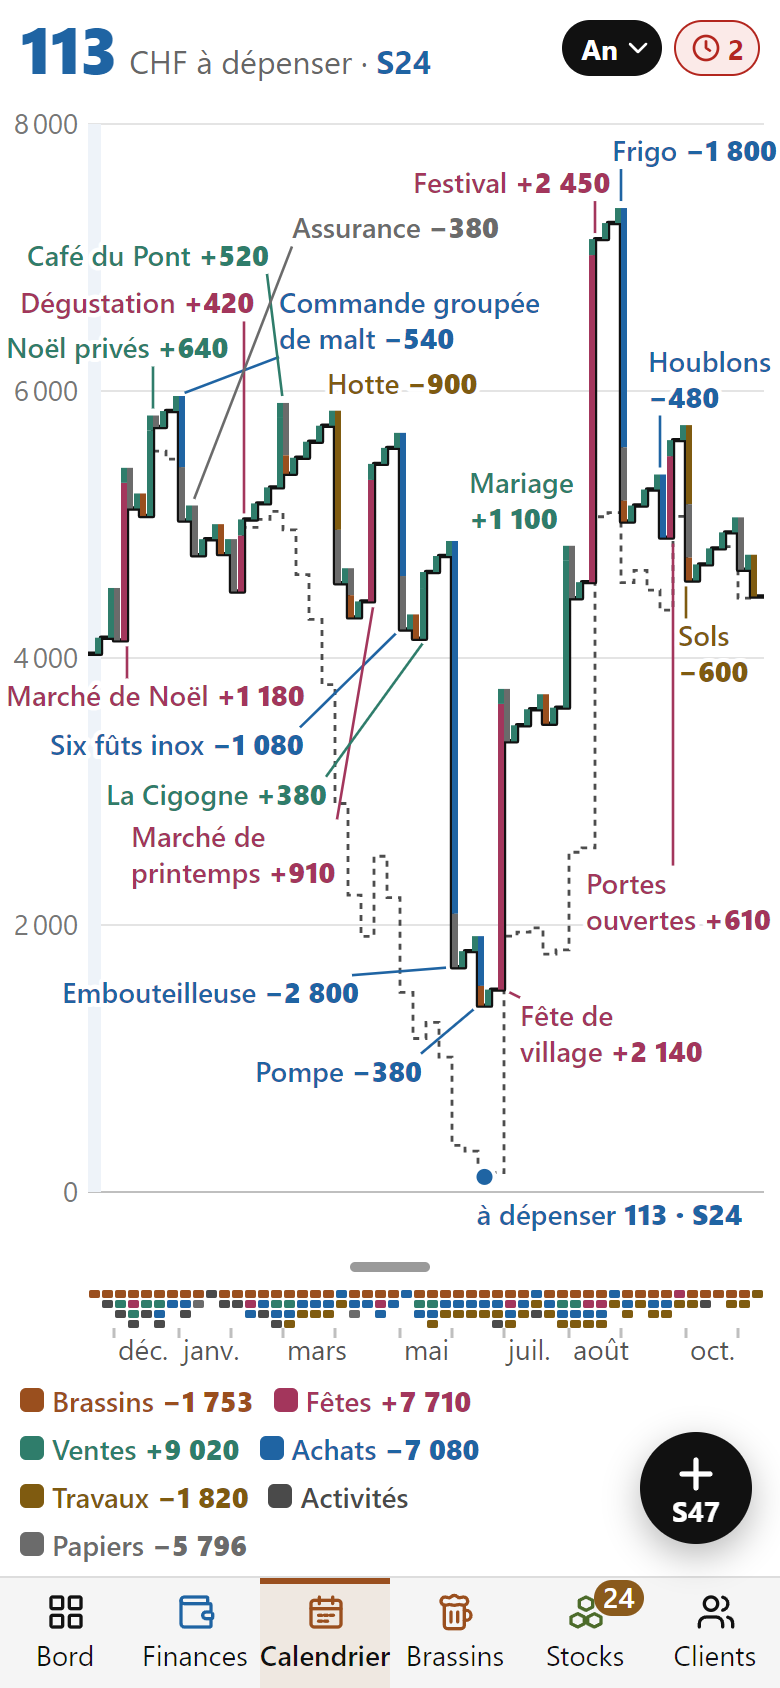 113 CHF à dépenser · S24
An
2
8 000
Frigo −1 800
Festival +2 450
Assurance −380
Café du Pont +520
Dégustation +420
Commande groupée
de malt −540
Noël privés +640
Houblons
−480
Hotte −900
6 000
Mariage
+1 100
Sols
−600
4 000
Marché de Noël +1 180
Six fûts inox −1 080
La Cigogne +380
Marché de
printemps +910
Portes
ouvertes +610
2 000
Embouteilleuse −2 800
Fête de
village +2 140
Pompe −380
0
à dépenser 113 · S24
déc. janv. mars mai juil. août oct.
Brassins −1 753 Fêtes +7 710
Ventes +9 020 Achats −7 080
Travaux −1 820 Activités
Papiers −5 796
S47
24
Bord Finances Calendrier Brassins Stocks Clients